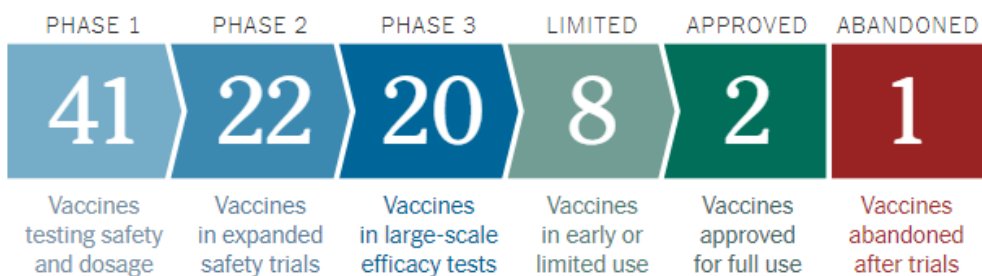 PHASE 1 PHASE 2 PHASE 3 LIMITED APPROVED ABANDONED
41 22 20 8 2 1
Vaccines Vaccines Vaccines Vaccines Vaccines Vaccines
testing safety in expanded in large-scale in early or approved abandoned
and dosage safety trials efficacy tests limited use for full use after trials